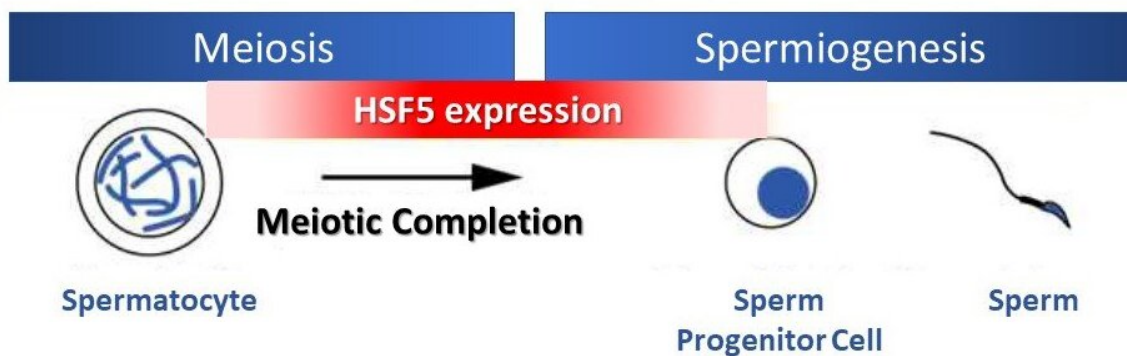 Meiosis
Spermiogenesis
HSF5 expression
Meiotic Completion
Spermatocyte
Sperm
Progenitor Cell
Sperm